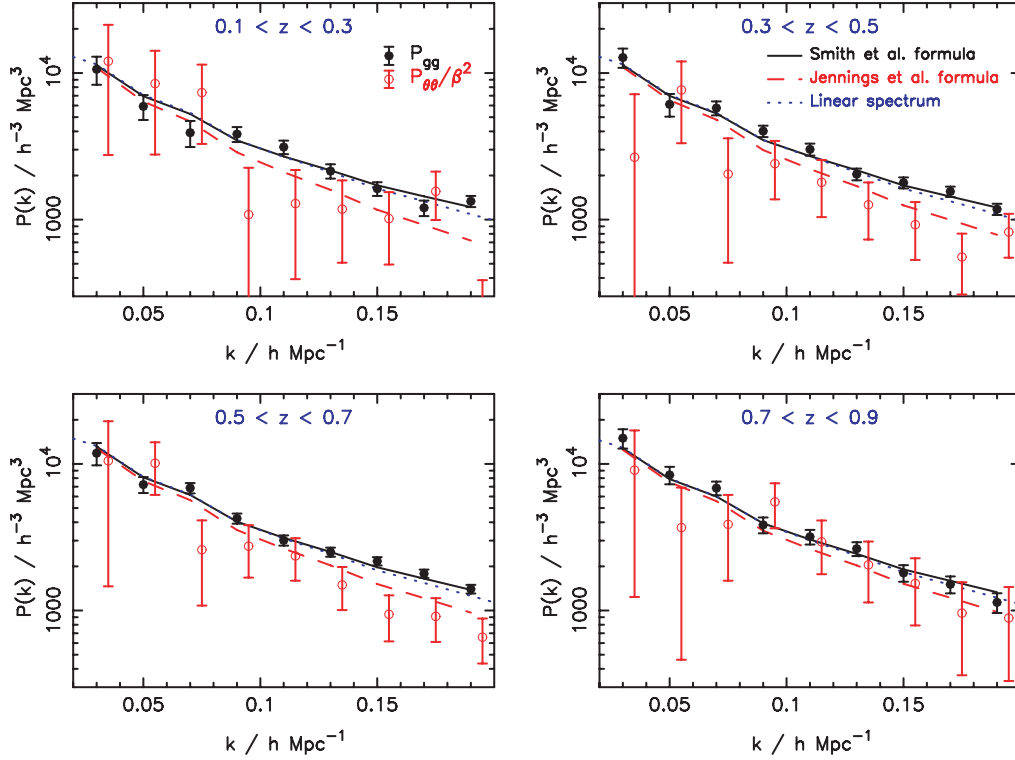 0.1 < z < 0.3
P_gg
P_θθ/β²
P(k) / h⁻³ Mpc³
10⁴
1000
0.05 0.1 0.15
k / h Mpc⁻¹
0.3 < z < 0.5
Smith et al. formula
Jennings et al. formula
Linear spectrum
P(k) / h⁻³ Mpc³
10⁴
1000
0.05 0.1 0.15
k / h Mpc⁻¹
0.5 < z < 0.7
P(k) / h⁻³ Mpc³
10⁴
1000
0.05 0.1 0.15
k / h Mpc⁻¹
0.7 < z < 0.9
P(k) / h⁻³ Mpc³
10⁴
1000
0.05 0.1 0.15
k / h Mpc⁻¹